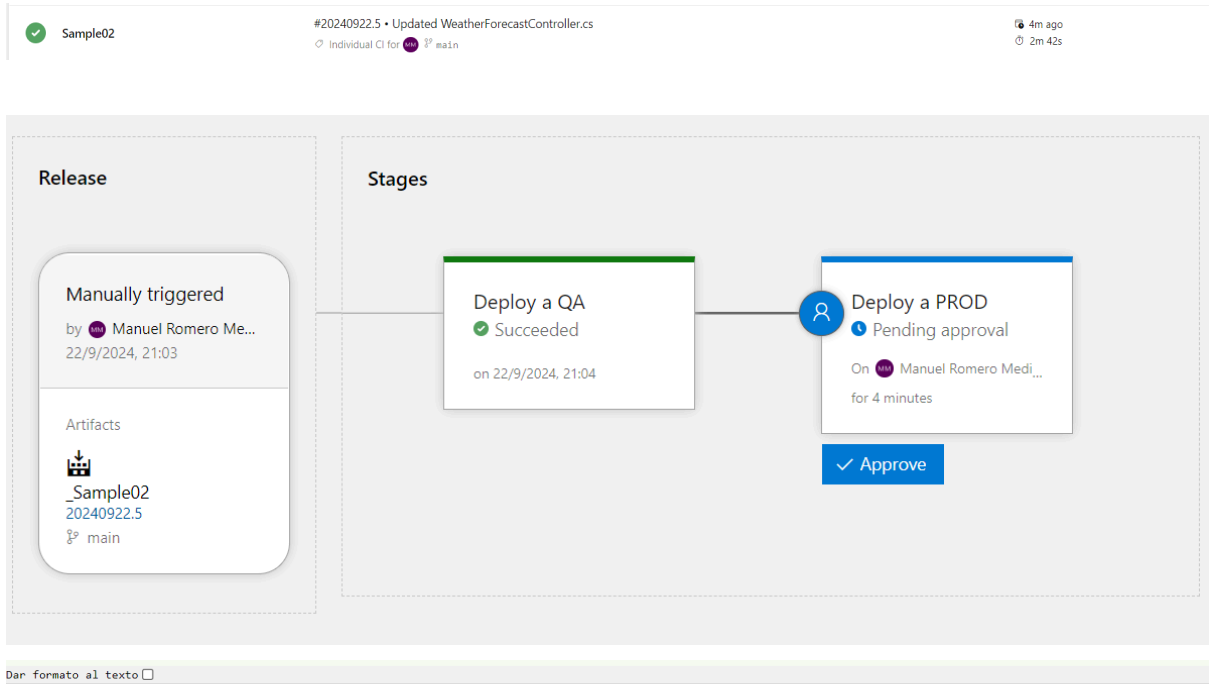 Sample02
#20240922.5 • Updated WeatherForecastController.cs
Individual CI for MM main
4m ago
2m 42s
Release
Manually triggered
by MM Manuel Romero Me...
22/9/2024, 21:03
Artifacts
_Sample02
20240922.5
main
Stages
Deploy a QA
Succeeded
on 22/9/2024, 21:04
Deploy a PROD
Pending approval
On MM Manuel Romero Medi...
for 4 minutes
Approve
Dar formato al texto